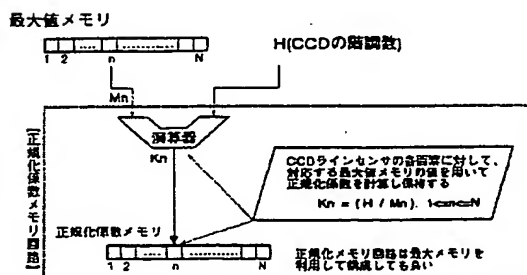 最大値メモリ
1 2 n N
H(CCDの階調数)
Mn
演算器
Kn
[正規化係数メモリ回路]
CCDラインセンサの各画素に対して、
対応する最大値メモリの値を用いて
正規化係数を計算し保持する
Kn = ( H / Mn ). 1<=n<=N
正規化係数メモリ
1 2 n N
正規化メモリ回路は最大メモリを
利用して構成しても良い